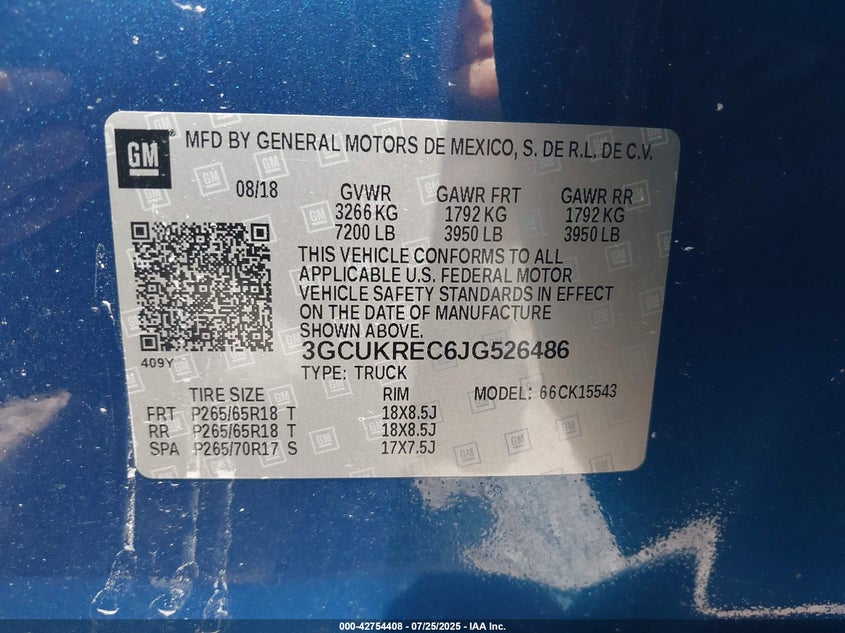 GM
MFD BY GENERAL MOTORS DE MEXICO, S. DE R.L. DE C.V.
08/18 GVWR GAWR FRT GAWR RR
3266 KG 1792 KG 1792 KG
7200 LB 3950 LB 3950 LB
THIS VEHICLE CONFORMS TO ALL
APPLICABLE U.S. FEDERAL MOTOR
VEHICLE SAFETY STANDARDS IN EFFECT
ON THE DATE OF MANUFACTURE
SHOWN ABOVE.
409Y
3GCUKREC6JG526486
TYPE: TRUCK
TIRE SIZE RIM MODEL: 66CK15543
FRT P265/65R18 T 18X8.5J
RR P265/65R18 T 18X8.5J
SPA P265/70R17 S 17X7.5J
000-42754408 - 07/25/2025 - IAA Inc.